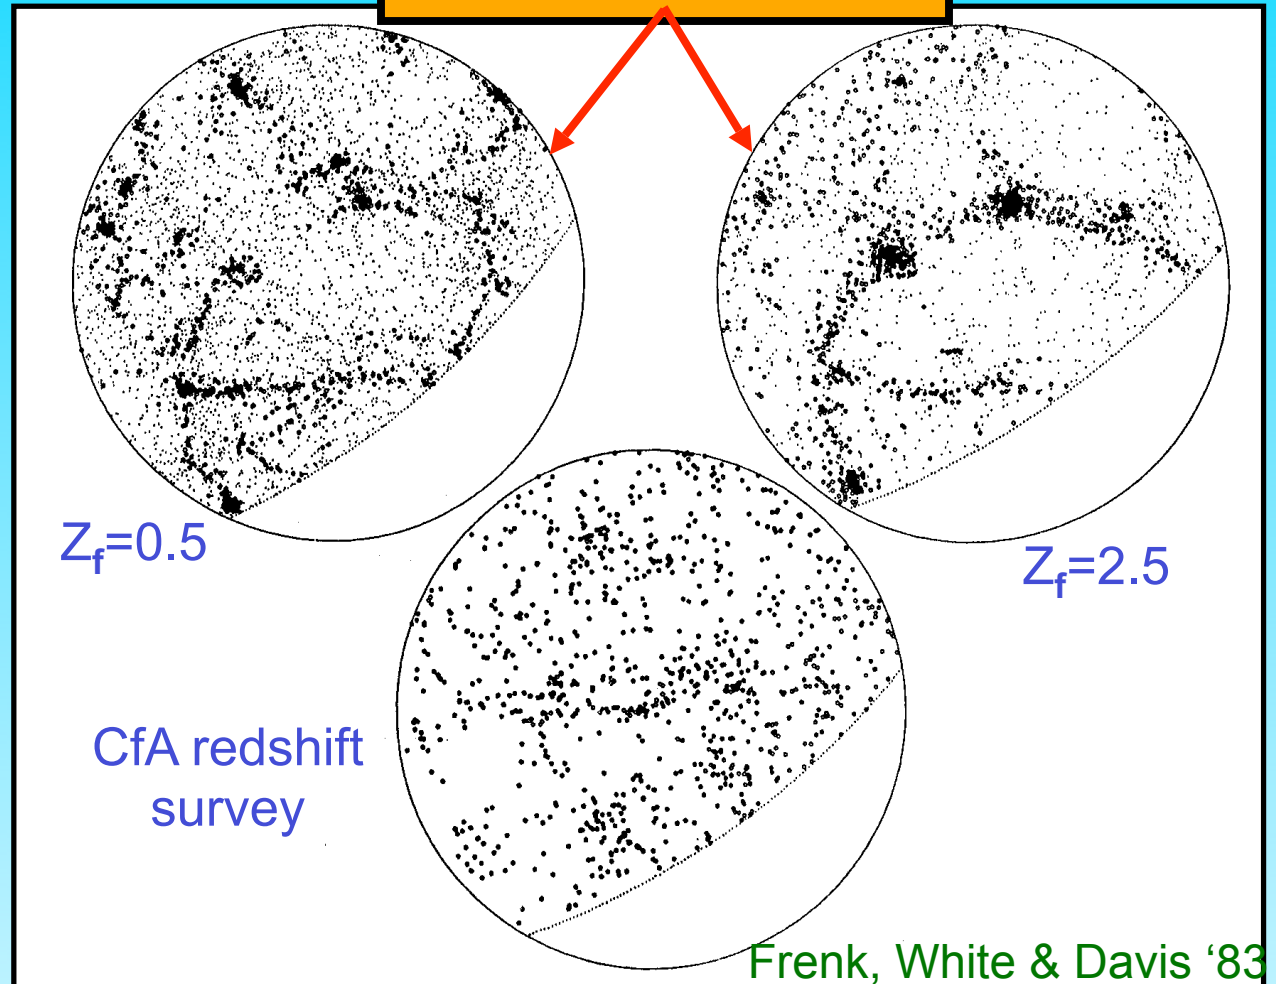 Zf=0.5
Zf=2.5
CfA redshift
survey
Frenk, White & Davis ‘83